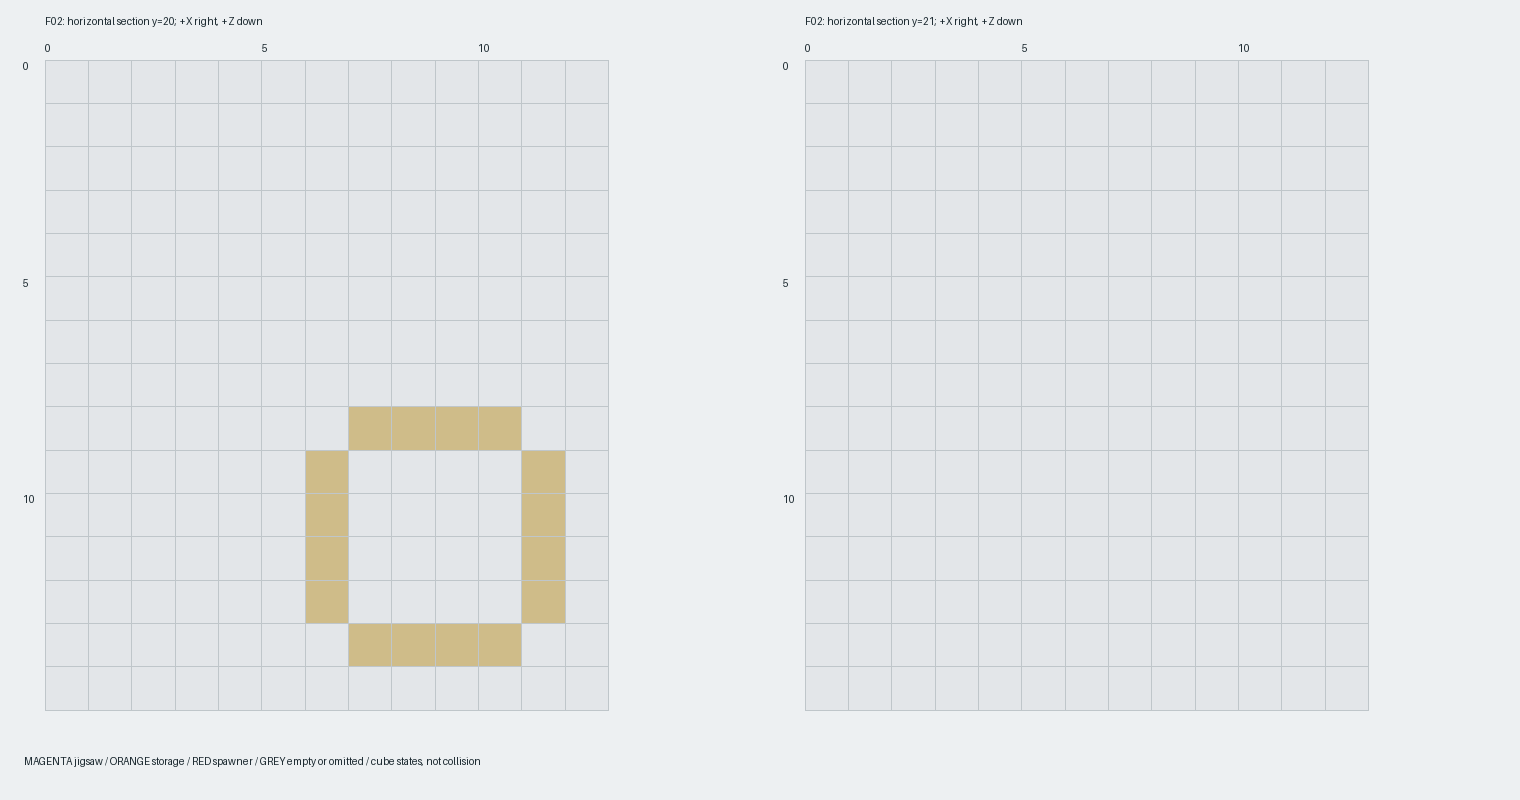 F02: horizontal section y=20; +X right, +Z down
F02: horizontal section y=21; +X right, +Z down
0 5 10
0 5 10
0
0
5
5
10
10
MAGENTA jigsaw / ORANGE storage / RED spawner / GREY empty or omitted / cube states, not collision